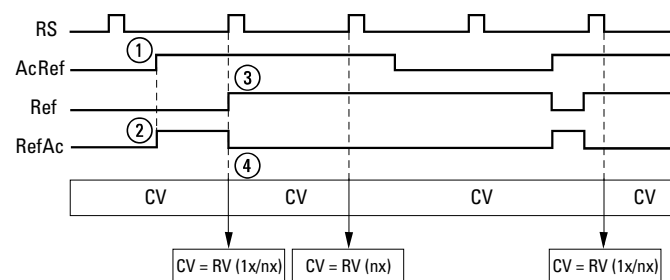 RS
① 
AcRef
③
Ref
②
RefAc
④
CV CV CV CV
CV = RV (1x/nx) CV = RV (nx) CV = RV (1x/nx)